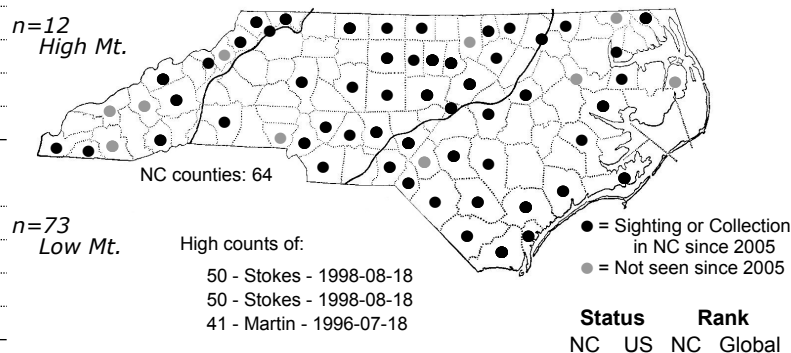 n=12
High Mt.
NC counties: 64
n=73
Low Mt.
High counts of:
50 - Stokes - 1998-08-18
50 - Stokes - 1998-08-18
41 - Martin - 1996-07-18
= Sighting or Collection
in NC since 2005
= Not seen since 2005
Status Rank
NC US NC Global